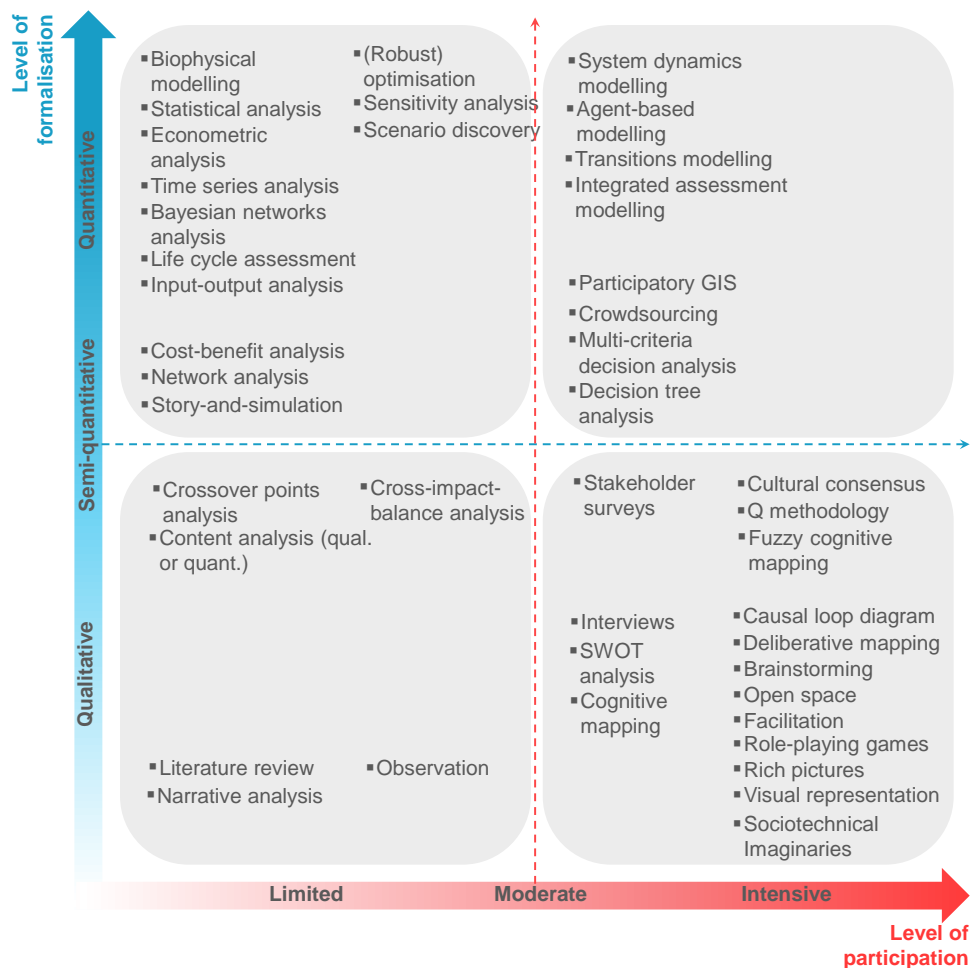 Level of
formalisation
Quantitative
Semi-quantitative
Qualitative
▪Biophysical
modelling
▪Statistical analysis
▪Econometric
analysis
▪Time series analysis
▪Bayesian networks
analysis
▪Life cycle assessment
▪Input-output analysis
▪Cost-benefit analysis
▪Network analysis
▪Story-and-simulation
▪(Robust)
optimisation
▪Sensitivity analysis
▪Scenario discovery
▪System dynamics
modelling
▪Agent-based
modelling
▪Transitions modelling
▪Integrated assessment
modelling
▪Participatory GIS
▪Crowdsourcing
▪Multi-criteria
decision analysis
▪Decision tree
analysis
▪Crossover points
analysis
▪Content analysis (qual.
or quant.)
▪Literature review
▪Narrative analysis
▪Cross-impact-
balance analysis
▪Observation
▪Stakeholder
surveys
▪Interviews
▪SWOT
analysis
▪Cognitive
mapping
▪Cultural consensus
▪Q methodology
▪Fuzzy cognitive
mapping
▪Causal loop diagram
▪Deliberative mapping
▪Brainstorming
▪Open space
▪Facilitation
▪Role-playing games
▪Rich pictures
▪Visual representation
▪Sociotechnical
Imaginaries
Limited
Moderate
Intensive
Level of
participation